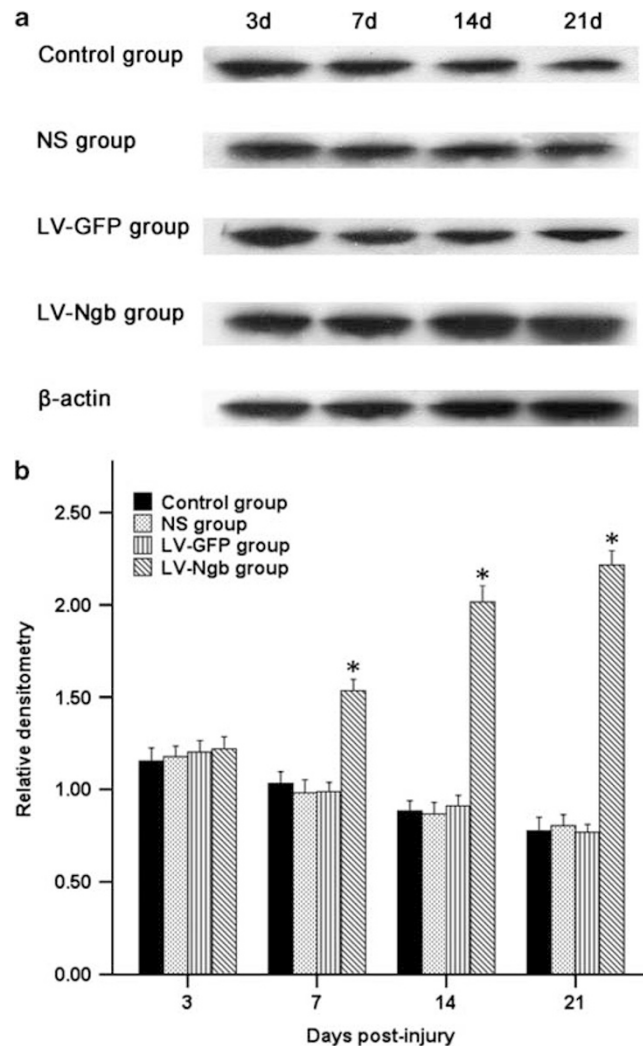 a
3d 7d 14d 21d
Control group
NS group
LV-GFP group
LV-Ngb group
β-actin
b
Control group
NS group
LV-GFP group
LV-Ngb group
2.50
2.00
1.50
1.00
0.50
0.00
Relative densitometry
* * *
3 7 14 21
Days post-injury